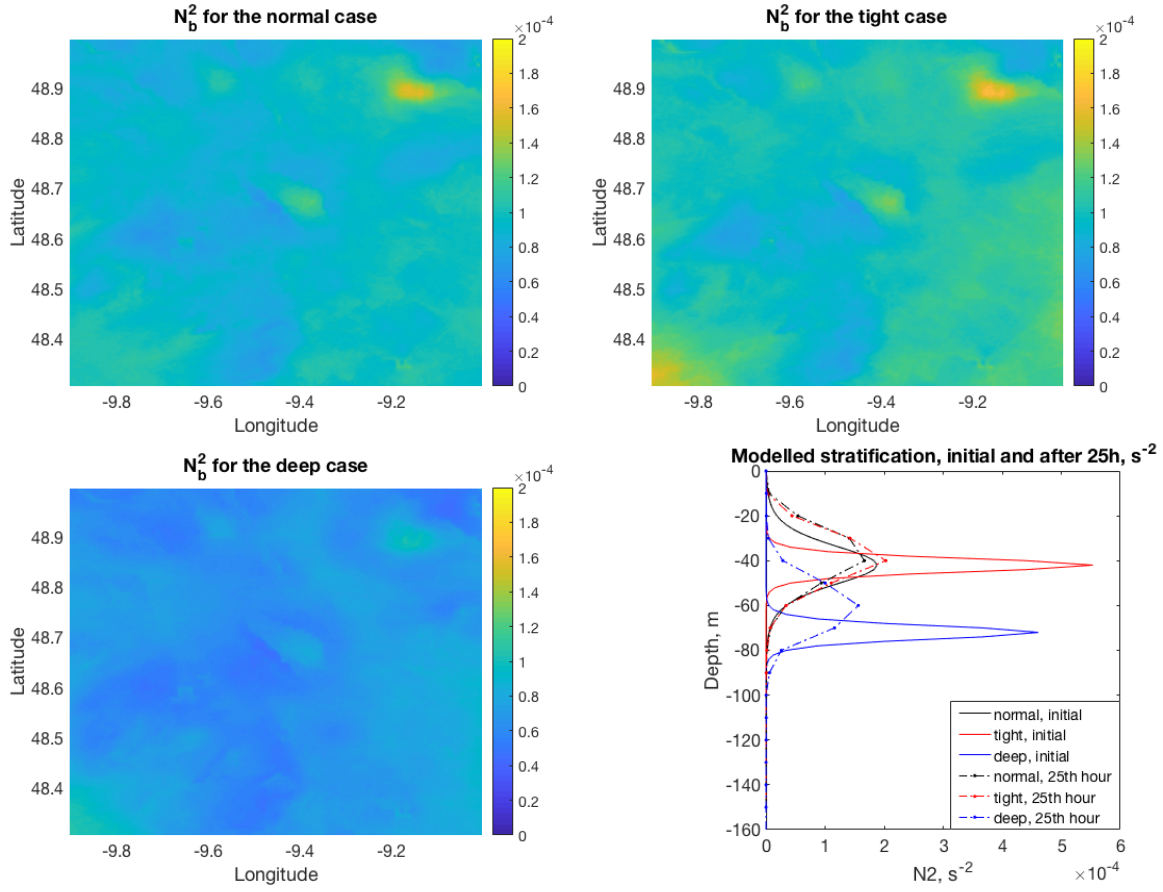 N_b^2 for the normal case
×10^-4
48.9
48.8
48.7
48.6
48.5
48.4
Latitude
-9.8 -9.6 -9.4 -9.2
Longitude
2
1.8
1.6
1.4
1.2
1
0.8
0.6
0.4
0.2
0
N_b^2 for the tight case
×10^-4
48.9
48.8
48.7
48.6
48.5
48.4
Latitude
-9.8 -9.6 -9.4 -9.2
Longitude
2
1.8
1.6
1.4
1.2
1
0.8
0.6
0.4
0.2
0
N_b^2 for the deep case
×10^-4
48.9
48.8
48.7
48.6
48.5
48.4
Latitude
-9.8 -9.6 -9.4 -9.2
Longitude
2
1.8
1.6
1.4
1.2
1
0.8
0.6
0.4
0.2
0
Modelled stratification, initial and after 25h, s^-2
0
-20
-40
-60
-80
-100
-120
-140
-160
Depth, m
normal, initial
tight, initial
deep, initial
normal, 25th hour
tight, 25th hour
deep, 25th hour
0 1 2 3 4 5 6
N2, s^-2
×10^-4